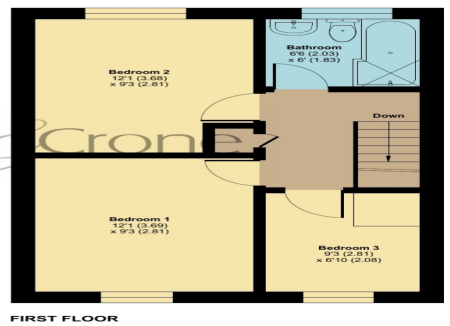 Bedroom 2
12'1 (3.68)
x 9'3 (2.81)
Bathroom
6'6 (2.03)
x 6' (1.83)
Down
& Crone
Bedroom 1
12'1 (3.69)
x 9'3 (2.81)
Bedroom 3
9'3 (2.81)
x 6'10 (2.08)
FIRST FLOOR